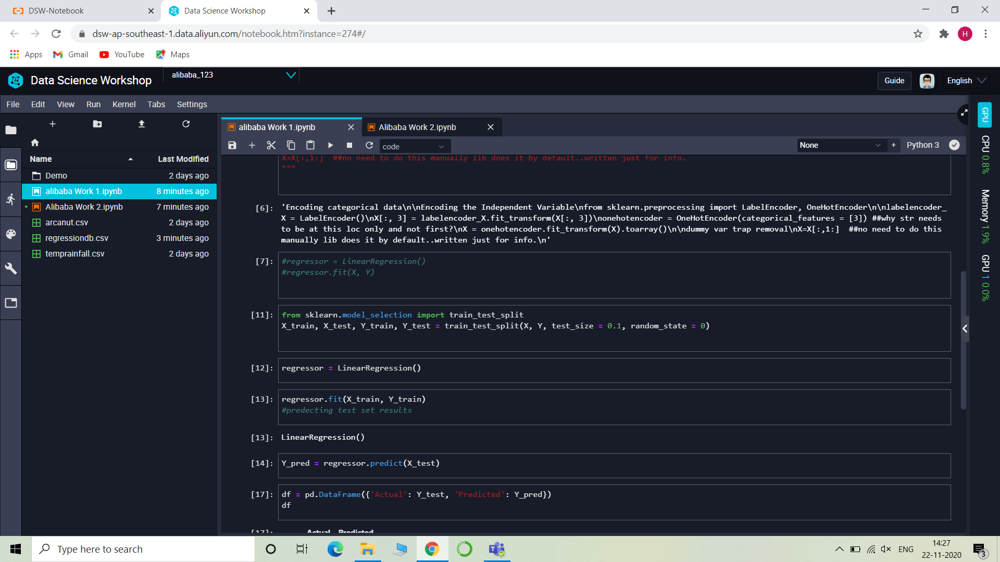 DSW-Notebook
Data Science Workshop
dsw-ap-southeast-1.data.aliyun.com/notebook.htm?instance=274#/
H
Apps
Gmail
YouTube
Maps
Data Science Workshop
alibaba_123
Guide
English
File Edit View Run Kernel Tabs Settings
alibaba Work 1.ipynb
Alibaba Work 2.ipynb
code
None
Python 3
Name Last Modified
Demo 2 days ago
alibaba Work 1.ipynb 8 minutes ago
Alibaba Work 2.ipynb 7 minutes ago
arcanut.csv 2 days ago
regressiondb.csv 3 minutes ago
temprainfall.csv 2 days ago
X=X[:,1:]  ##no need to do this manually lib does it by default..written just for info.
"""
[6]: 'Encoding categorical data\n\nEncoding the Independent Variable\nfrom sklearn.preprocessing import LabelEncoder, OneHotEncoder\n\nlabelencoder_
X = LabelEncoder()\nX[:, 3] = labelencoder_X.fit_transform(X[:, 3])\nonehotencoder = OneHotEncoder(categorical_features = [3]) ##why str needs
to be at this loc only and not first?\nX = onehotencoder.fit_transform(X).toarray()\n\ndummy var trap removal\nX=X[:,1:]  ##no need to do this
manually lib does it by default..written just for info.\n'
[7]: #regressor = LinearRegression()
#regressor.fit(X, Y)
[11]: from sklearn.model_selection import train_test_split
X_train, X_test, Y_train, Y_test = train_test_split(X, Y, test_size = 0.1, random_state = 0)
[12]: regressor = LinearRegression()
[13]: regressor.fit(X_train, Y_train)
#predecting test set results
[13]: LinearRegression()
[14]: Y_pred = regressor.predict(X_test)
[17]: df = pd.DataFrame({'Actual': Y_test, 'Predicted': Y_pred})
df
[17]: Actual Predicted
GPU
CPU 0.8%
Memory 1.9%
GPU 1 0.0%
Type here to search
ENG
14:27
22-11-2020
3